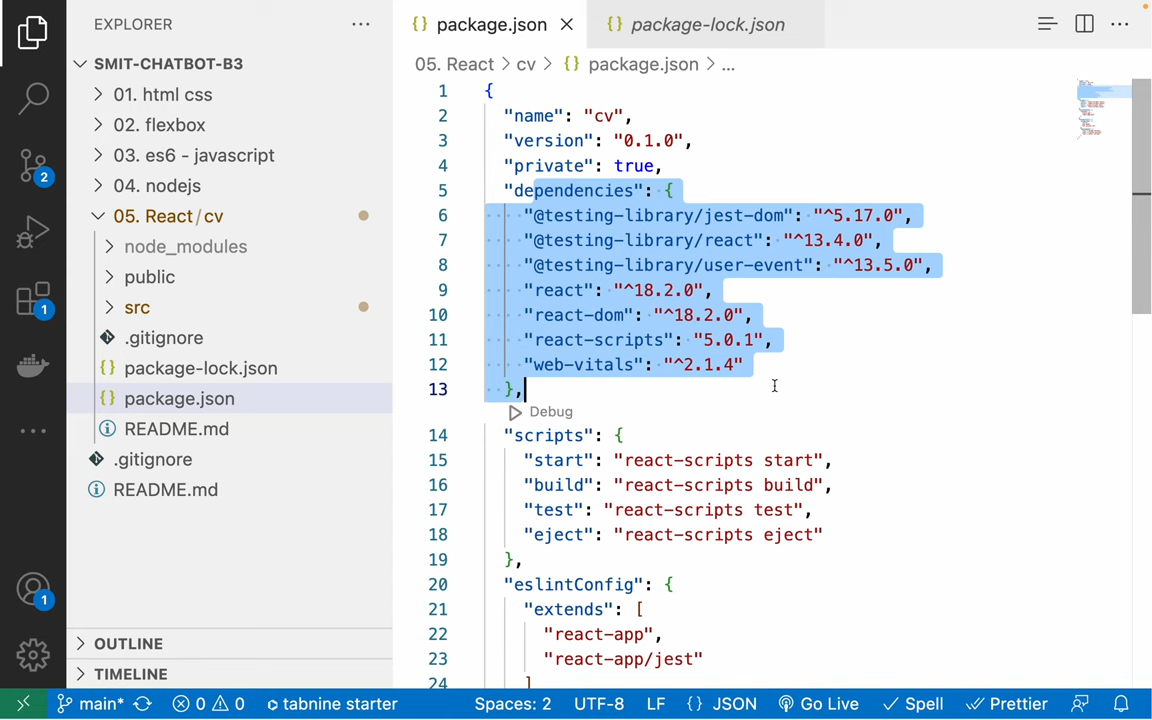 EXPLORER
SMIT-CHATBOT-B3
01. html css
02. flexbox
03. es6 - javascript
04. nodejs
05. React / cv
node_modules
public
src
.gitignore
package-lock.json
package.json
README.md
.gitignore
README.md
OUTLINE
TIMELINE
2
1
1
package.json
package-lock.json
05. React > cv > {} package.json > ...
1 {
2 "name": "cv",
3 "version": "0.1.0",
4 "private": true,
5 "dependencies": {
6 "@testing-library/jest-dom": "^5.17.0",
7 "@testing-library/react": "^13.4.0",
8 "@testing-library/user-event": "^13.5.0",
9 "react": "^18.2.0",
10 "react-dom": "^18.2.0",
11 "react-scripts": "5.0.1",
12 "web-vitals": "^2.1.4"
13 },
Debug
14 "scripts": {
15 "start": "react-scripts start",
16 "build": "react-scripts build",
17 "test": "react-scripts test",
18 "eject": "react-scripts eject"
19 },
20 "eslintConfig": {
21 "extends": [
22 "react-app",
23 "react-app/jest"
24 ]
main* 0 0 tabnine starter Spaces: 2 UTF-8 LF {} JSON Go Live Spell Prettier